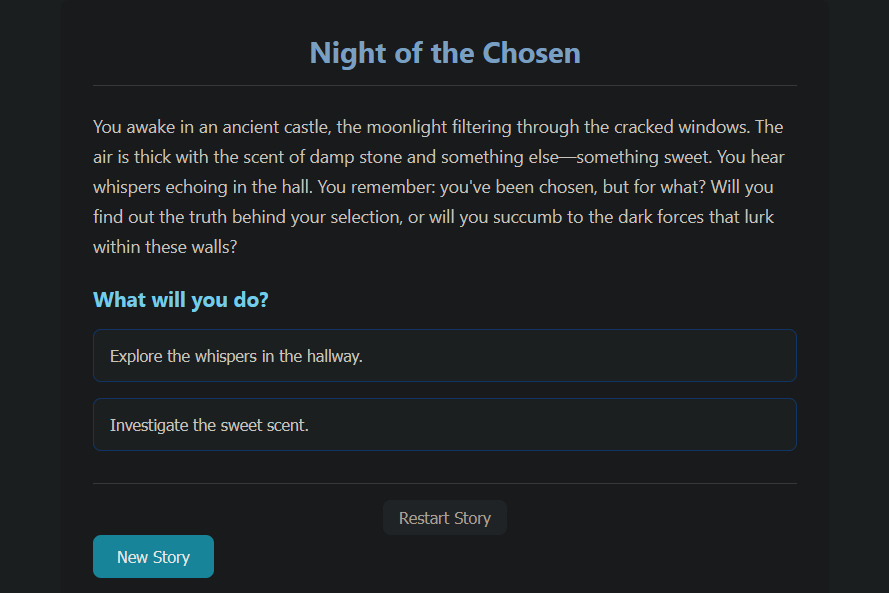 Night of the Chosen
You awake in an ancient castle, the moonlight filtering through the cracked windows. The
air is thick with the scent of damp stone and something else—something sweet. You hear
whispers echoing in the hall. You remember: you've been chosen, but for what? Will you
find out the truth behind your selection, or will you succumb to the dark forces that lurk
within these walls?
What will you do?
Explore the whispers in the hallway.
Investigate the sweet scent.
Restart Story
New Story